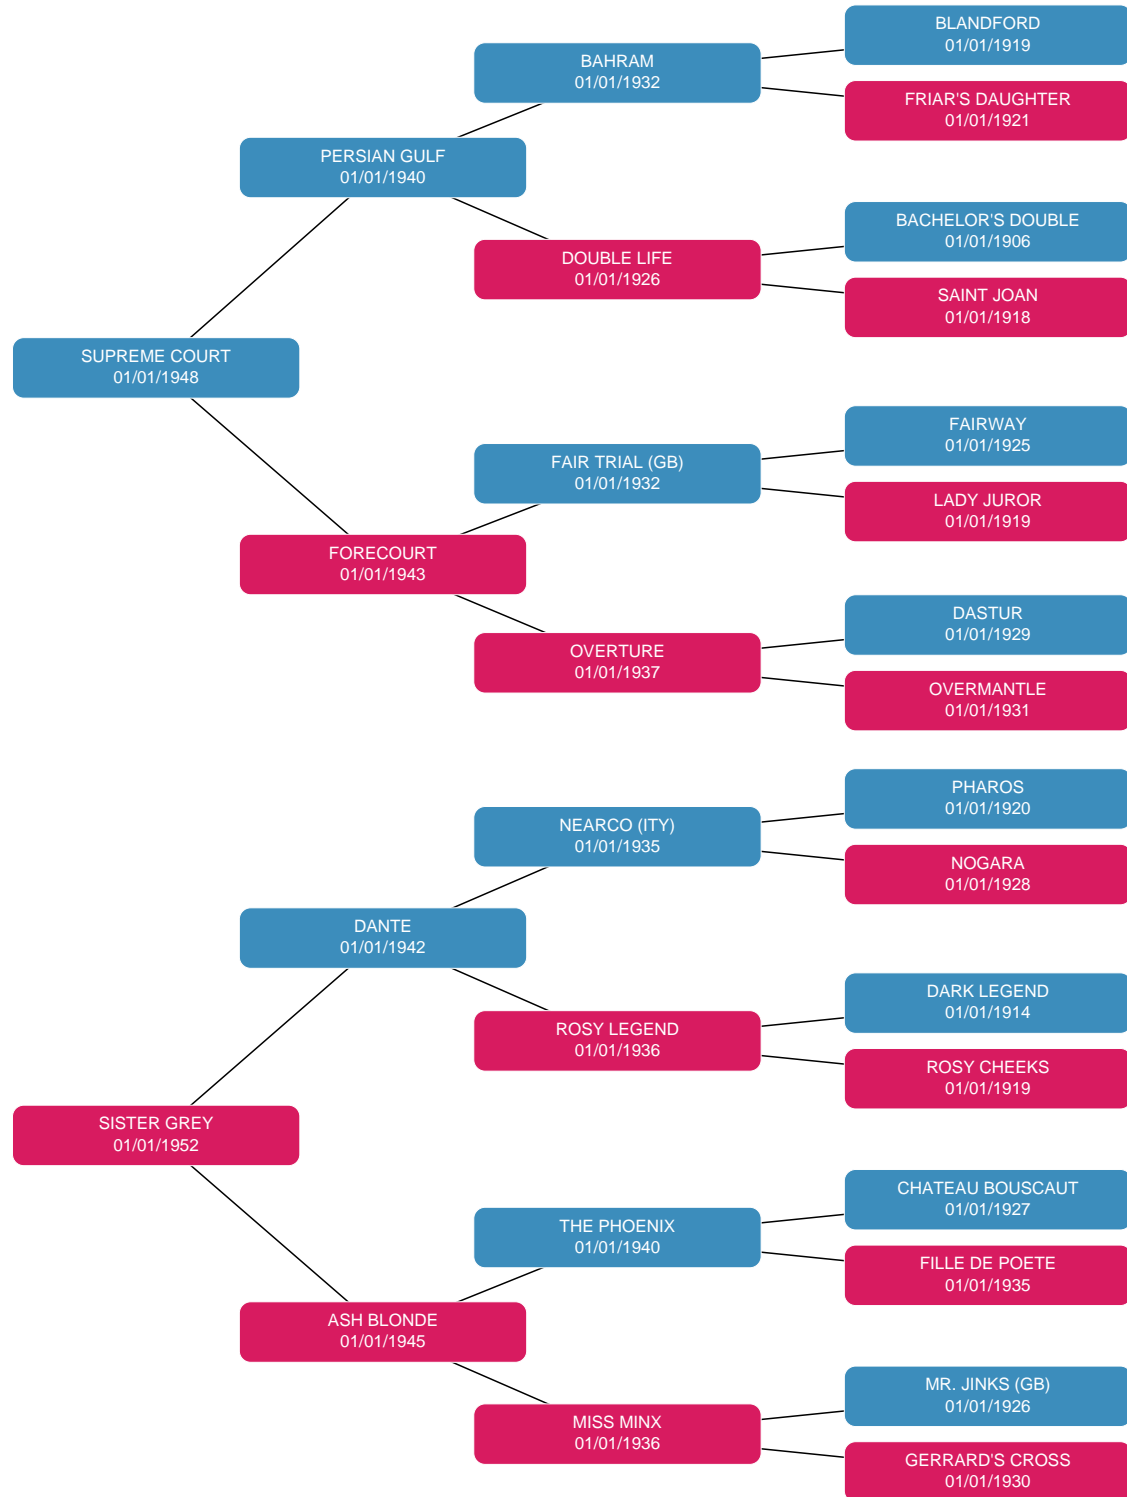 BLANDFORD
01/01/1919
BAHRAM
01/01/1932
FRIAR'S DAUGHTER
01/01/1921
PERSIAN GULF
01/01/1940
BACHELOR'S DOUBLE
01/01/1906
DOUBLE LIFE
01/01/1926
SAINT JOAN
01/01/1918
SUPREME COURT
01/01/1948
FAIRWAY
01/01/1925
FAIR TRIAL (GB)
01/01/1932
LADY JUROR
01/01/1919
FORECOURT
01/01/1943
DASTUR
01/01/1929
OVERTURE
01/01/1937
OVERMANTLE
01/01/1931
PHAROS
01/01/1920
NEARCO (ITY)
01/01/1935
NOGARA
01/01/1928
DANTE
01/01/1942
DARK LEGEND
01/01/1914
ROSY LEGEND
01/01/1936
ROSY CHEEKS
01/01/1919
SISTER GREY
01/01/1952
CHATEAU BOUSCAUT
01/01/1927
THE PHOENIX
01/01/1940
FILLE DE POETE
01/01/1935
ASH BLONDE
01/01/1945
MR. JINKS (GB)
01/01/1926
MISS MINX
01/01/1936
GERRARD'S CROSS
01/01/1930